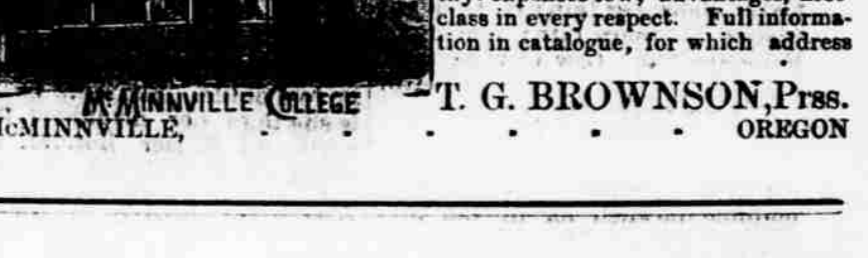 class in every respect. Full informa-
tion in catalogue, for which address
McMINNVILLE COLLEGE
T. G. BROWNSON, Prss.
McMINNVILLE, . . . . . . OREGON